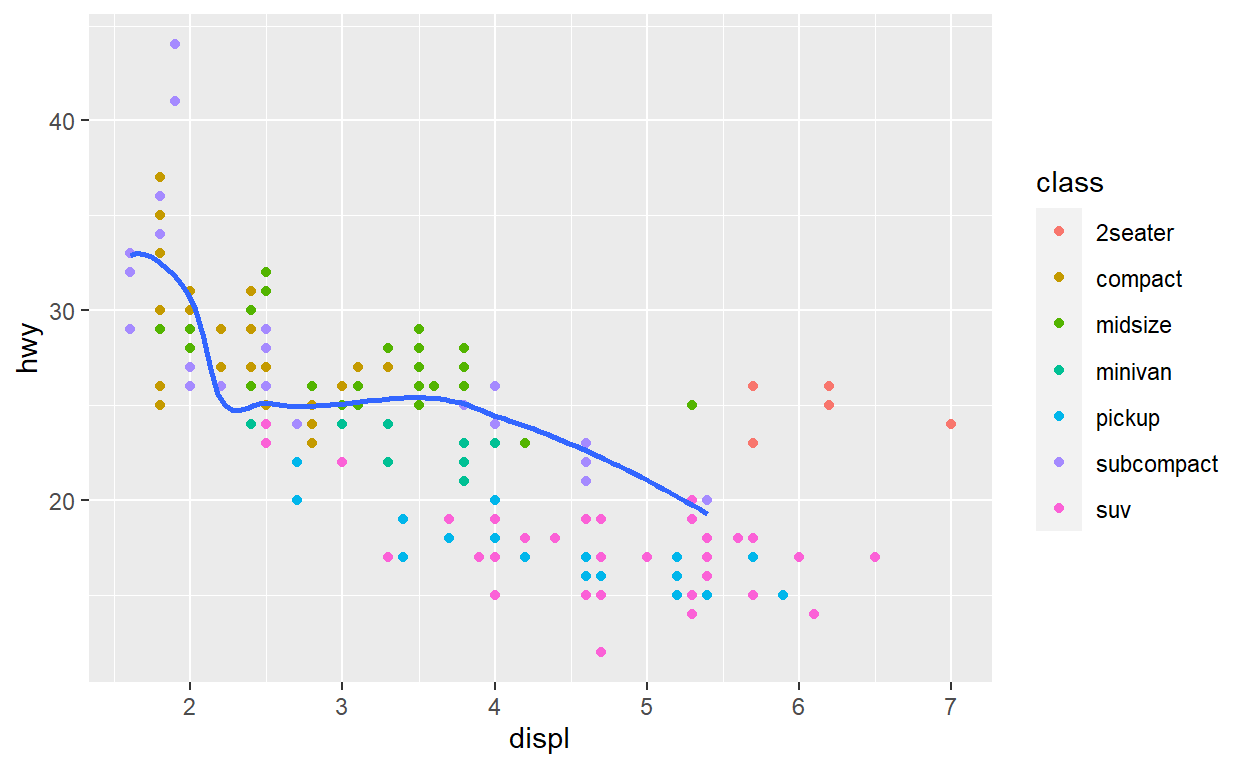 40
30
20
hwy
2
3
4
5
6
7
displ
class
2seater
compact
midsize
minivan
pickup
subcompact
suv